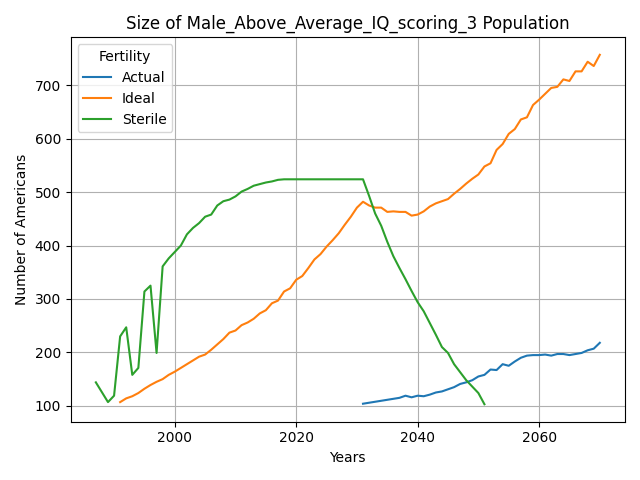 Size of Male_Above_Average_IQ_scoring_3 Population
Fertility
Actual
Ideal
Sterile
Number of Americans
700
600
500
400
300
200
100
2000
2020
2040
2060
Years